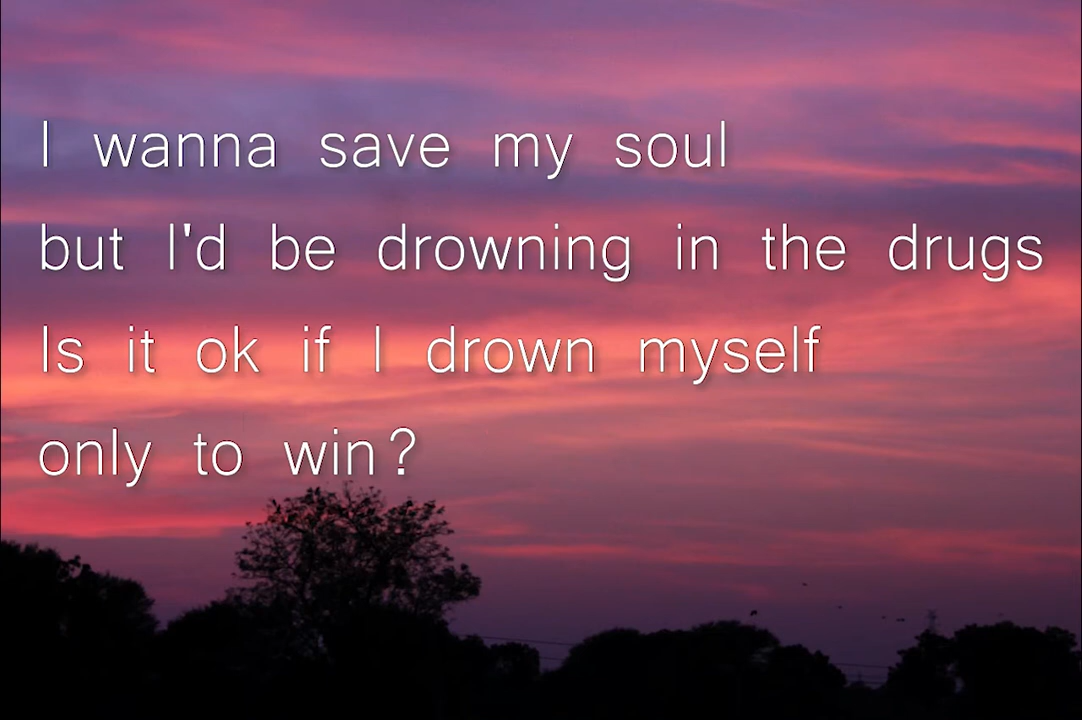 I wanna save my soul
but I'd be drowning in the drugs
Is it ok if I drown myself
only to win?